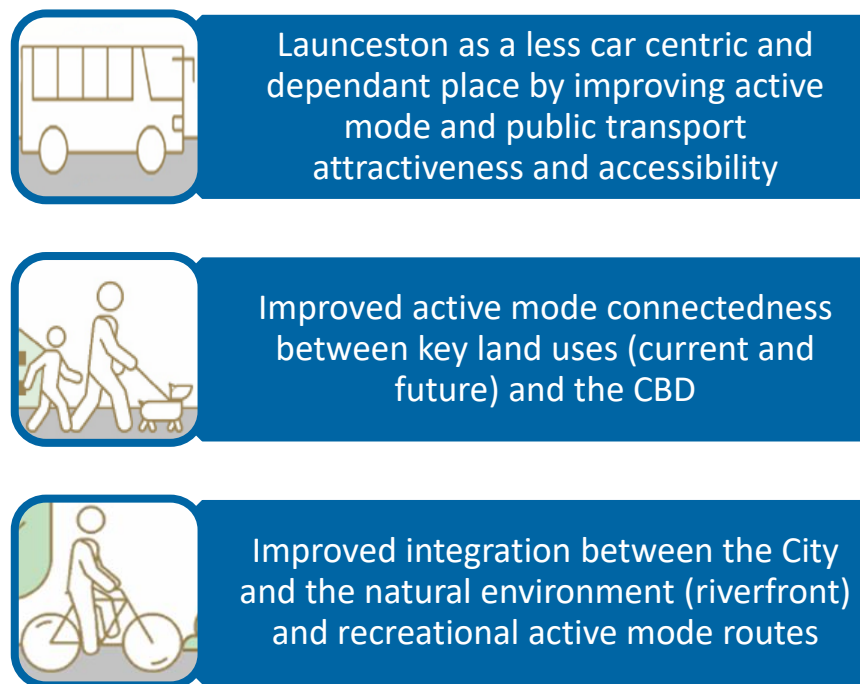 Launceston as a less car centric and
dependant place by improving active
mode and public transport
attractiveness and accessibility
Improved active mode connectedness
between key land uses (current and
future) and the CBD
Improved integration between the City
and the natural environment (riverfront)
and recreational active mode routes